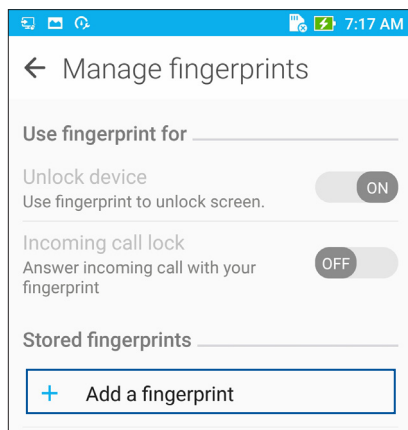 7:17 AM
Manage fingerprints
Use fingerprint for
Unlock device
Use fingerprint to unlock screen.
ON
Incoming call lock
Answer incoming call with your
fingerprint
OFF
Stored fingerprints
+ Add a fingerprint